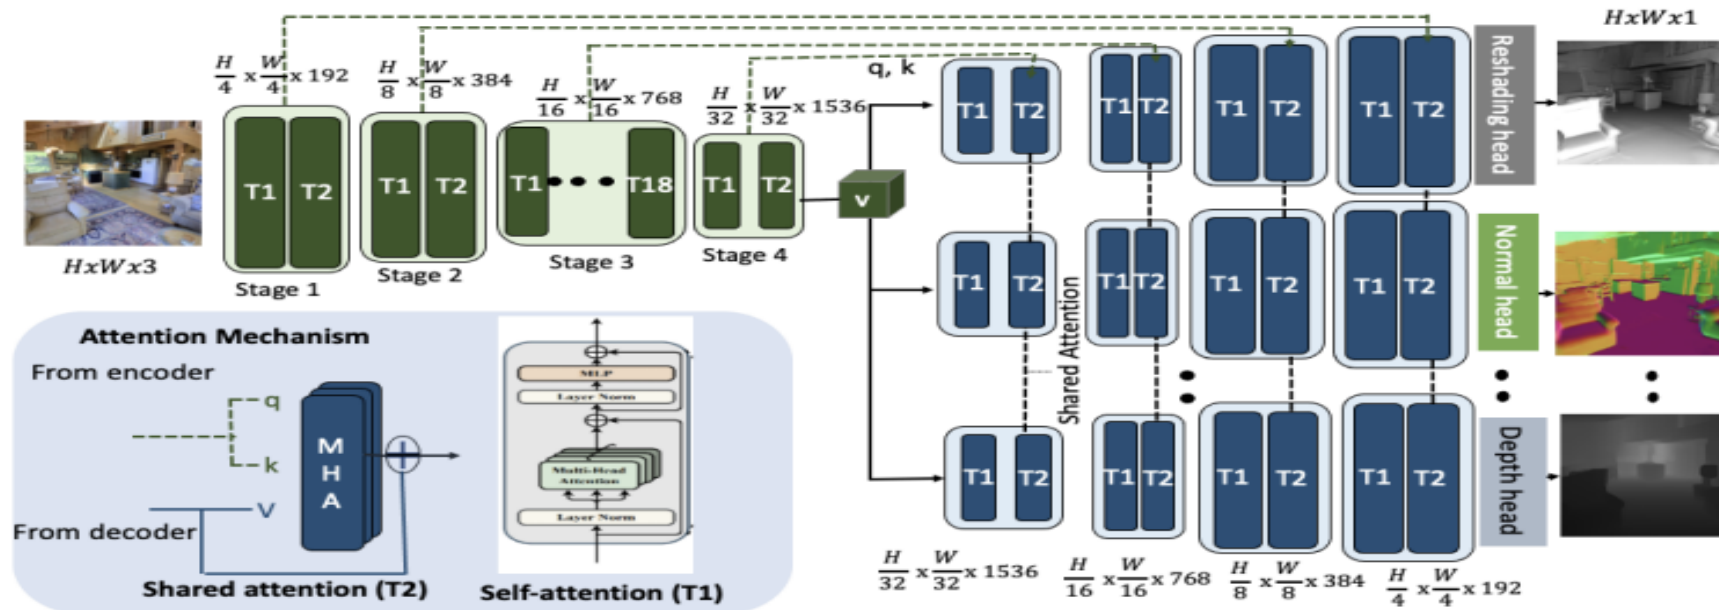 HxWx1
q, k
H/4 x W/4 x 192
H/8 x W/8 x 384
H/16 x W/16 x 768
H/32 x W/32 x 1536
T1 T2
T1 T2
T1 T18
T1 T2
v
T1 T2
T1 T2
T1 T2
T1 T2
Reshading head
HxWx3
Stage 1
Stage 2
Stage 3
Stage 4
T1 T2
T1 T2
T1 T2
T1 T2
Normal head
Shared Attention
T1 T2
T1 T2
T1 T2
T1 T2
Depth head
H/32 x W/32 x 1536
H/16 x W/16 x 768
H/8 x W/8 x 384
H/4 x W/4 x 192
Attention Mechanism
From encoder
q
k
V
From decoder
MHA
Shared attention (T2)
MLP
Layer Norm
Multi-Head
Attention
Layer Norm
Self-attention (T1)